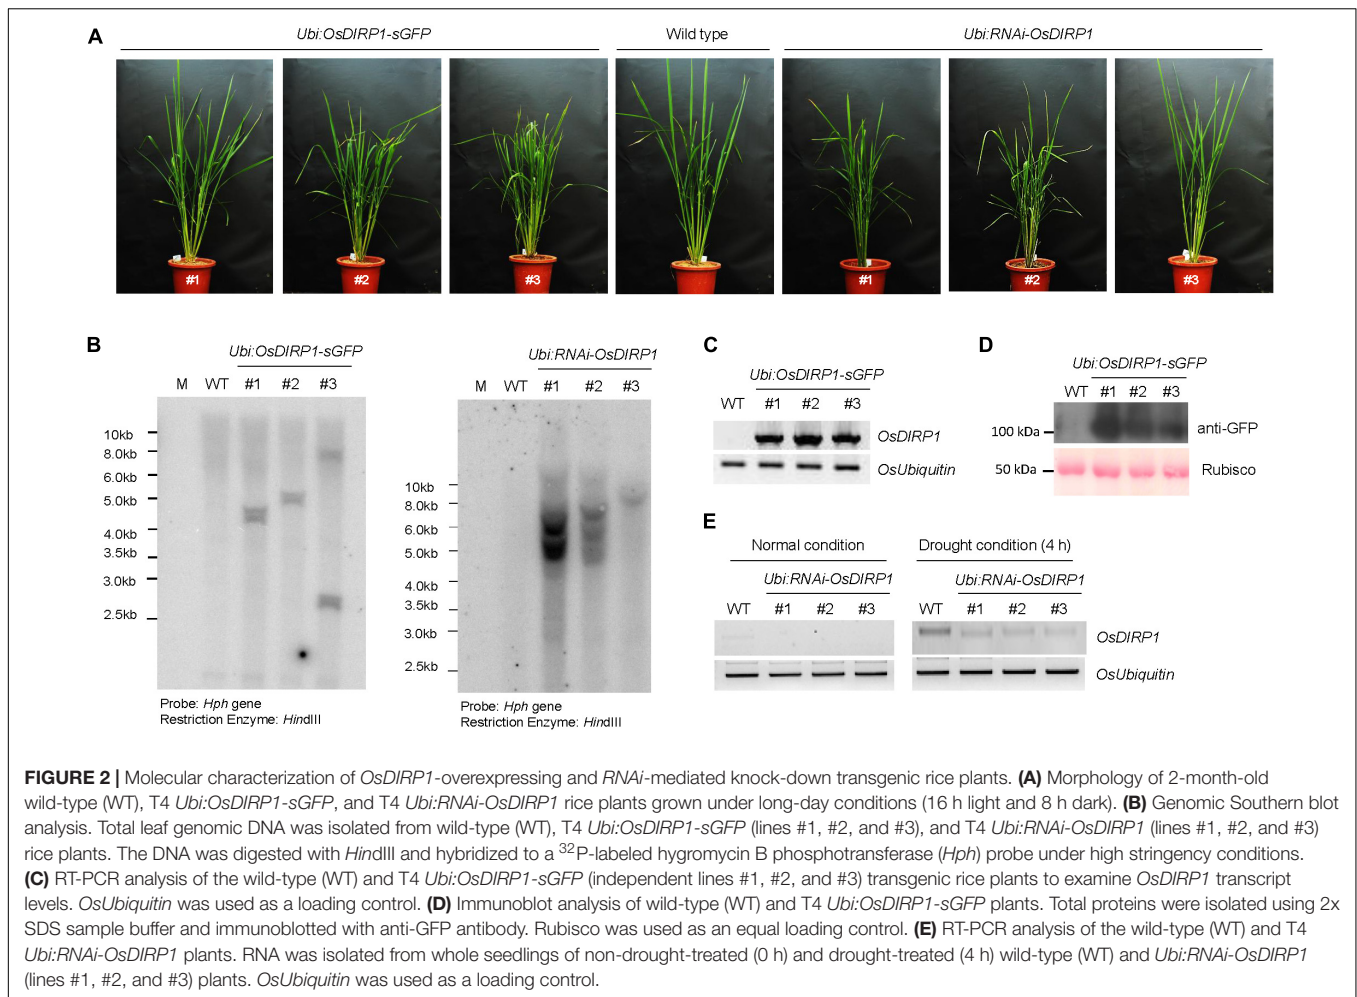 A
Ubi:OsDIRP1-sGFP Wild type Ubi:RNAi-OsDIRP1
#1 #2 #3 #1 #2 #3
B
Ubi:OsDIRP1-sGFP
M WT #1 #2 #3
10kb
8.0kb
6.0kb
5.0kb
4.0kb
3.5kb
3.0kb
2.5kb
Probe: Hph gene
Restriction Enzyme: HindIII
Ubi:RNAi-OsDIRP1
M WT #1 #2 #3
10kb
8.0kb
6.0kb
5.0kb
4.0kb
3.5kb
3.0kb
2.5kb
Probe: Hph gene
Restriction Enzyme: HindIII
C
Ubi:OsDIRP1-sGFP
WT #1 #2 #3
OsDIRP1
OsUbiquitin
D
Ubi:OsDIRP1-sGFP
WT #1 #2 #3
100 kDa anti-GFP
50 kDa Rubisco
E
Normal condition Drought condition (4 h)
Ubi:RNAi-OsDIRP1 Ubi:RNAi-OsDIRP1
WT #1 #2 #3 WT #1 #2 #3
OsDIRP1
OsUbiquitin
FIGURE 2 | Molecular characterization of OsDIRP1-overexpressing and RNAi-mediated knock-down transgenic rice plants. (A) Morphology of 2-month-old
wild-type (WT), T4 Ubi:OsDIRP1-sGFP, and T4 Ubi:RNAi-OsDIRP1 rice plants grown under long-day conditions (16 h light and 8 h dark). (B) Genomic Southern blot
analysis. Total leaf genomic DNA was isolated from wild-type (WT), T4 Ubi:OsDIRP1-sGFP (lines #1, #2, and #3), and T4 Ubi:RNAi-OsDIRP1 (lines #1, #2, and #3)
rice plants. The DNA was digested with HindIII and hybridized to a 32P-labeled hygromycin B phosphotransferase (Hph) probe under high stringency conditions.
(C) RT-PCR analysis of the wild-type (WT) and T4 Ubi:OsDIRP1-sGFP (independent lines #1, #2, and #3) transgenic rice plants to examine OsDIRP1 transcript
levels. OsUbiquitin was used as a loading control. (D) Immunoblot analysis of wild-type (WT) and T4 Ubi:OsDIRP1-sGFP plants. Total proteins were isolated using 2x
SDS sample buffer and immunoblotted with anti-GFP antibody. Rubisco was used as an equal loading control. (E) RT-PCR analysis of the wild-type (WT) and T4
Ubi:RNAi-OsDIRP1 plants. RNA was isolated from whole seedlings of non-drought-treated (0 h) and drought-treated (4 h) wild-type (WT) and Ubi:RNAi-OsDIRP1
(lines #1, #2, and #3) plants. OsUbiquitin was used as a loading control.